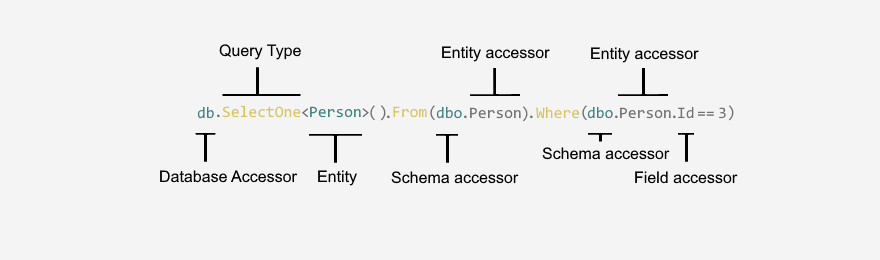 Query Type
Entity accessor
Entity accessor
db.SelectOne<Person>().From(dbo.Person).Where(dbo.Person.Id == 3)
Schema accessor
Database Accessor
Entity
Schema accessor
Field accessor